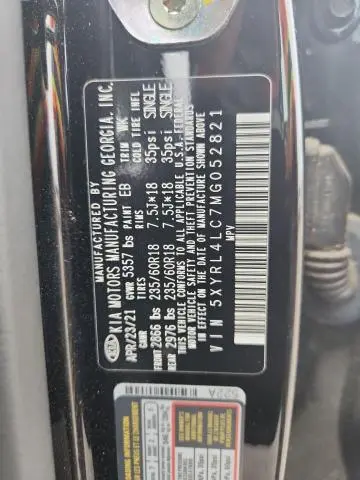 MANUFACTURED BY
KIA KIA MOTORS MANUFACTURING GEORGIA, INC.
APR/23/21 GVWR 5357 lbs PAINT EB TRIM WK
GAWR TIRES RIMS COLD TIRE INFL
FRONT 2866 lbs 235/60R18 7.5J*18 35psi SINGLE
REAR 2976 lbs 235/60R18 7.5J*18 35psi SINGLE
THIS VEHICLE CONFORMS TO ALL APPLICABLE U.S.A. FEDERAL
MOTOR VEHICLE SAFETY AND THEFT PREVENTION STANDARDS
IN EFFECT ON THE DATE OF MANUFACTURE SHOWN ABOVE
VIN 5XYRL4LC7MG052821
MPV
LOADING INFORMATION